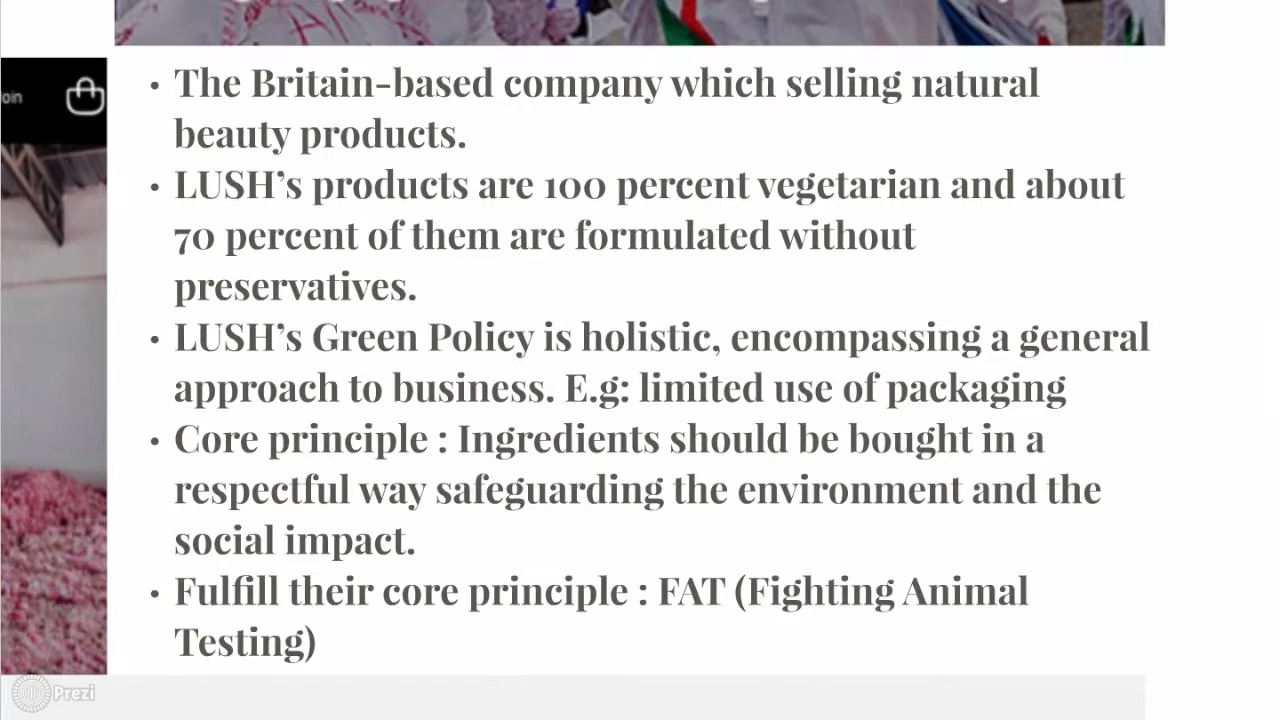 oin
• The Britain-based company which selling natural
beauty products.
• LUSH’s products are 100 percent vegetarian and about
70 percent of them are formulated without
preservatives.
• LUSH’s Green Policy is holistic, encompassing a general
approach to business. E.g: limited use of packaging
• Core principle : Ingredients should be bought in a
respectful way safeguarding the environment and the
social impact.
• Fulfill their core principle : FAT (Fighting Animal
Testing)
Prezi